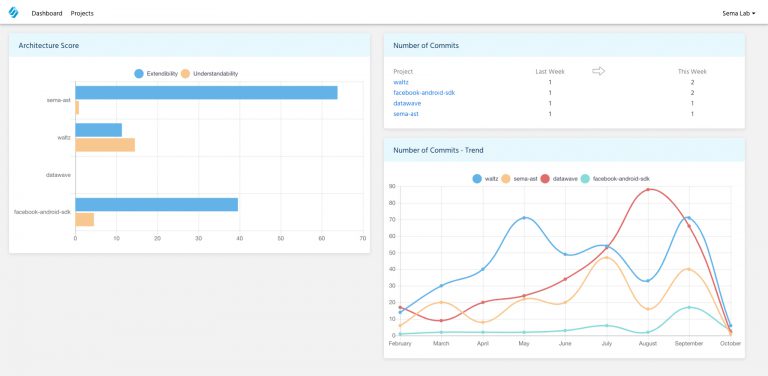 Dashboard Projects Sema Lab
Architecture Score
Extendibility Understandability
sema-ast
waltz
datawave
facebook-android-sdk
0 10 20 30 40 50 60 70
Number of Commits
Project Last Week This Week
waltz 1 2
facebook-android-sdk 1 2
datawave 1 1
sema-ast 1 1
Number of Commits - Trend
waltz sema-ast datawave facebook-android-sdk
90
80
70
60
50
40
30
20
10
0
February March April May June July August September October